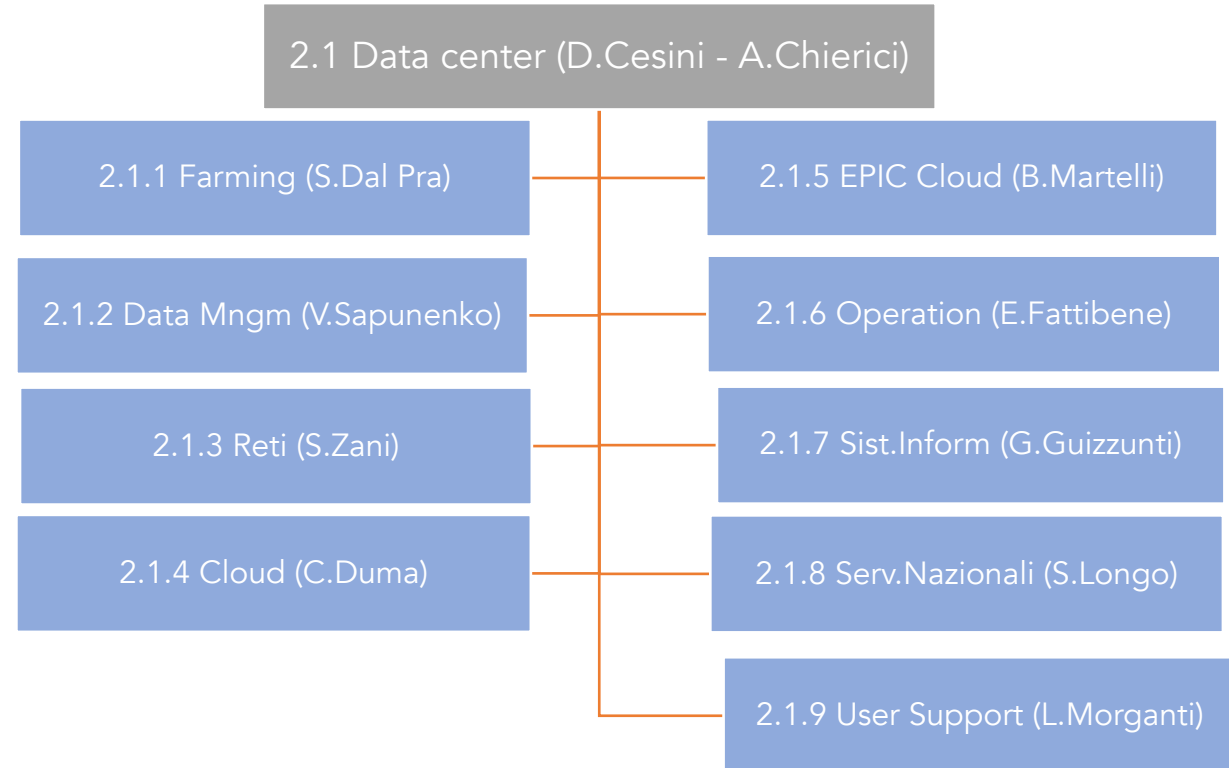 2.1 Data center (D.Cesini - A.Chierici)
2.1.1 Farming (S.Dal Pra)
2.1.2 Data Mngm (V.Sapunenko)
2.1.3 Reti (S.Zani)
2.1.4 Cloud (C.Duma)
2.1.5 EPIC Cloud (B.Martelli)
2.1.6 Operation (E.Fattibene)
2.1.7 Sist.Inform (G.Guizzunti)
2.1.8 Serv.Nazionali (S.Longo)
2.1.9 User Support (L.Morganti)